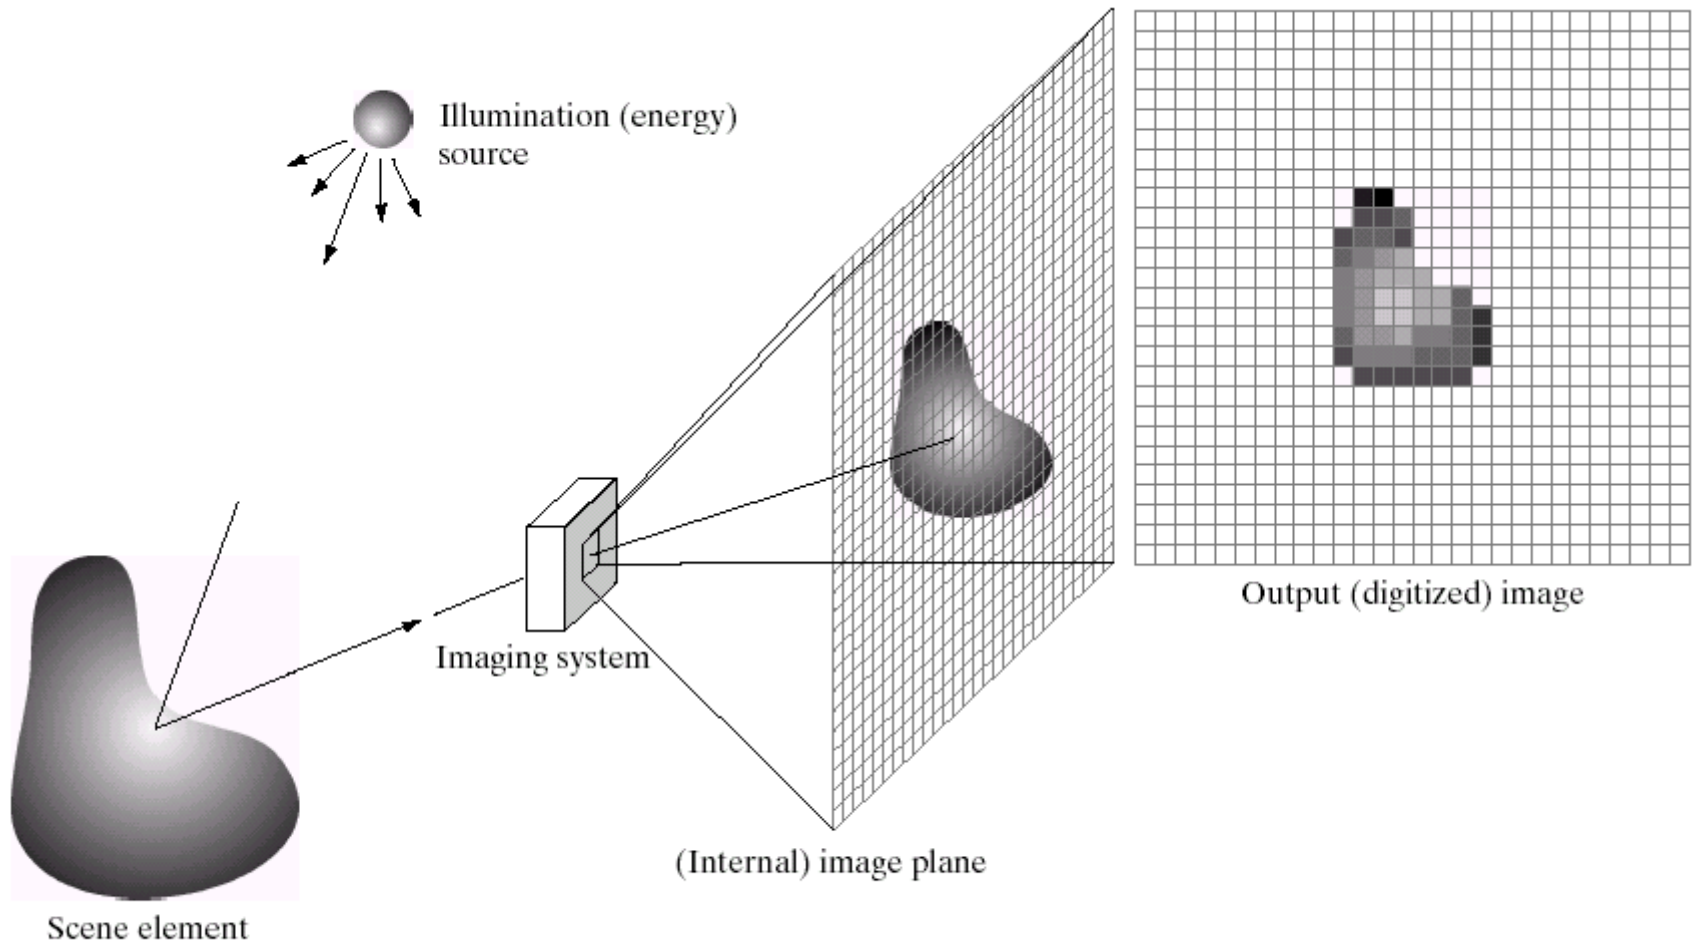 Illumination (energy)
source
Output (digitized) image
Imaging system
(Internal) image plane
Scene element